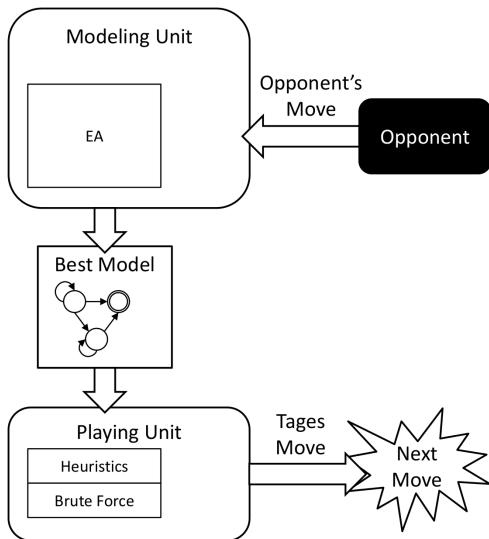 Modeling Unit
EA
Opponent's
Move
Opponent
Best Model
Playing Unit
Heuristics
Brute Force
Tages
Move
Next
Move